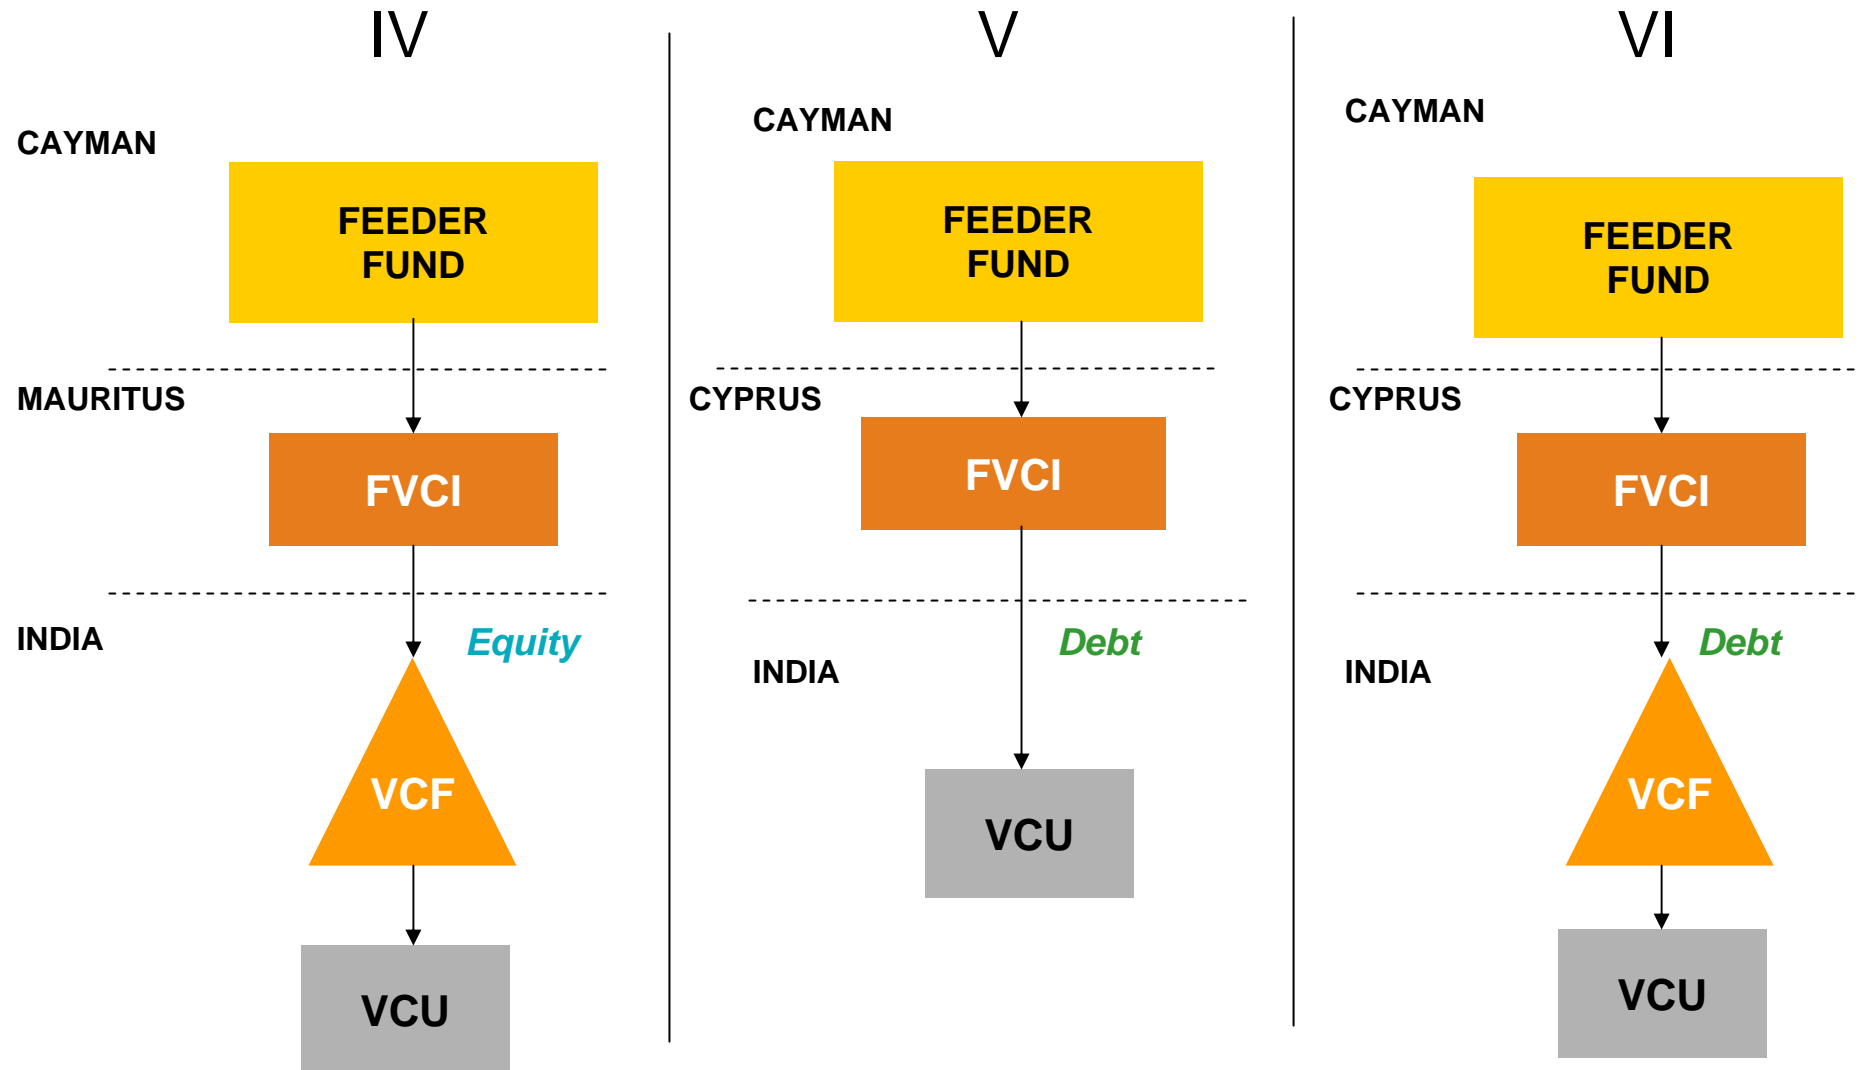 IV
CAYMAN
FEEDER
FUND
MAURITUS
FVCI
INDIA
Equity
VCF
VCU
V
CAYMAN
FEEDER
FUND
CYPRUS
FVCI
Debt
INDIA
VCU
VI
CAYMAN
FEEDER
FUND
CYPRUS
FVCI
Debt
INDIA
VCF
VCU